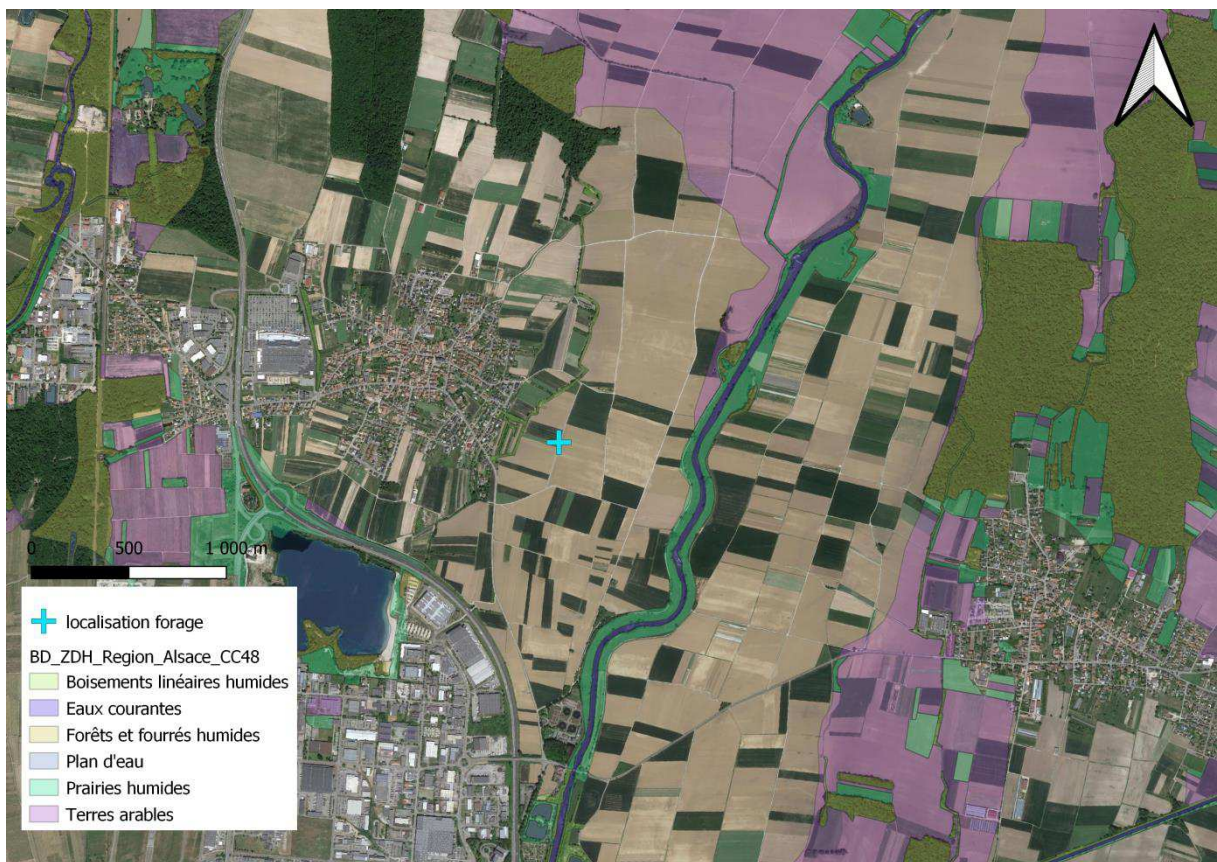 0 500 1 000 m
localisation forage
BD_ZDH_Region_Alsace_CC48
Boisements linéaires humides
Eaux courantes
Forêts et fourrés humides
Plan d'eau
Prairies humides
Terres arables